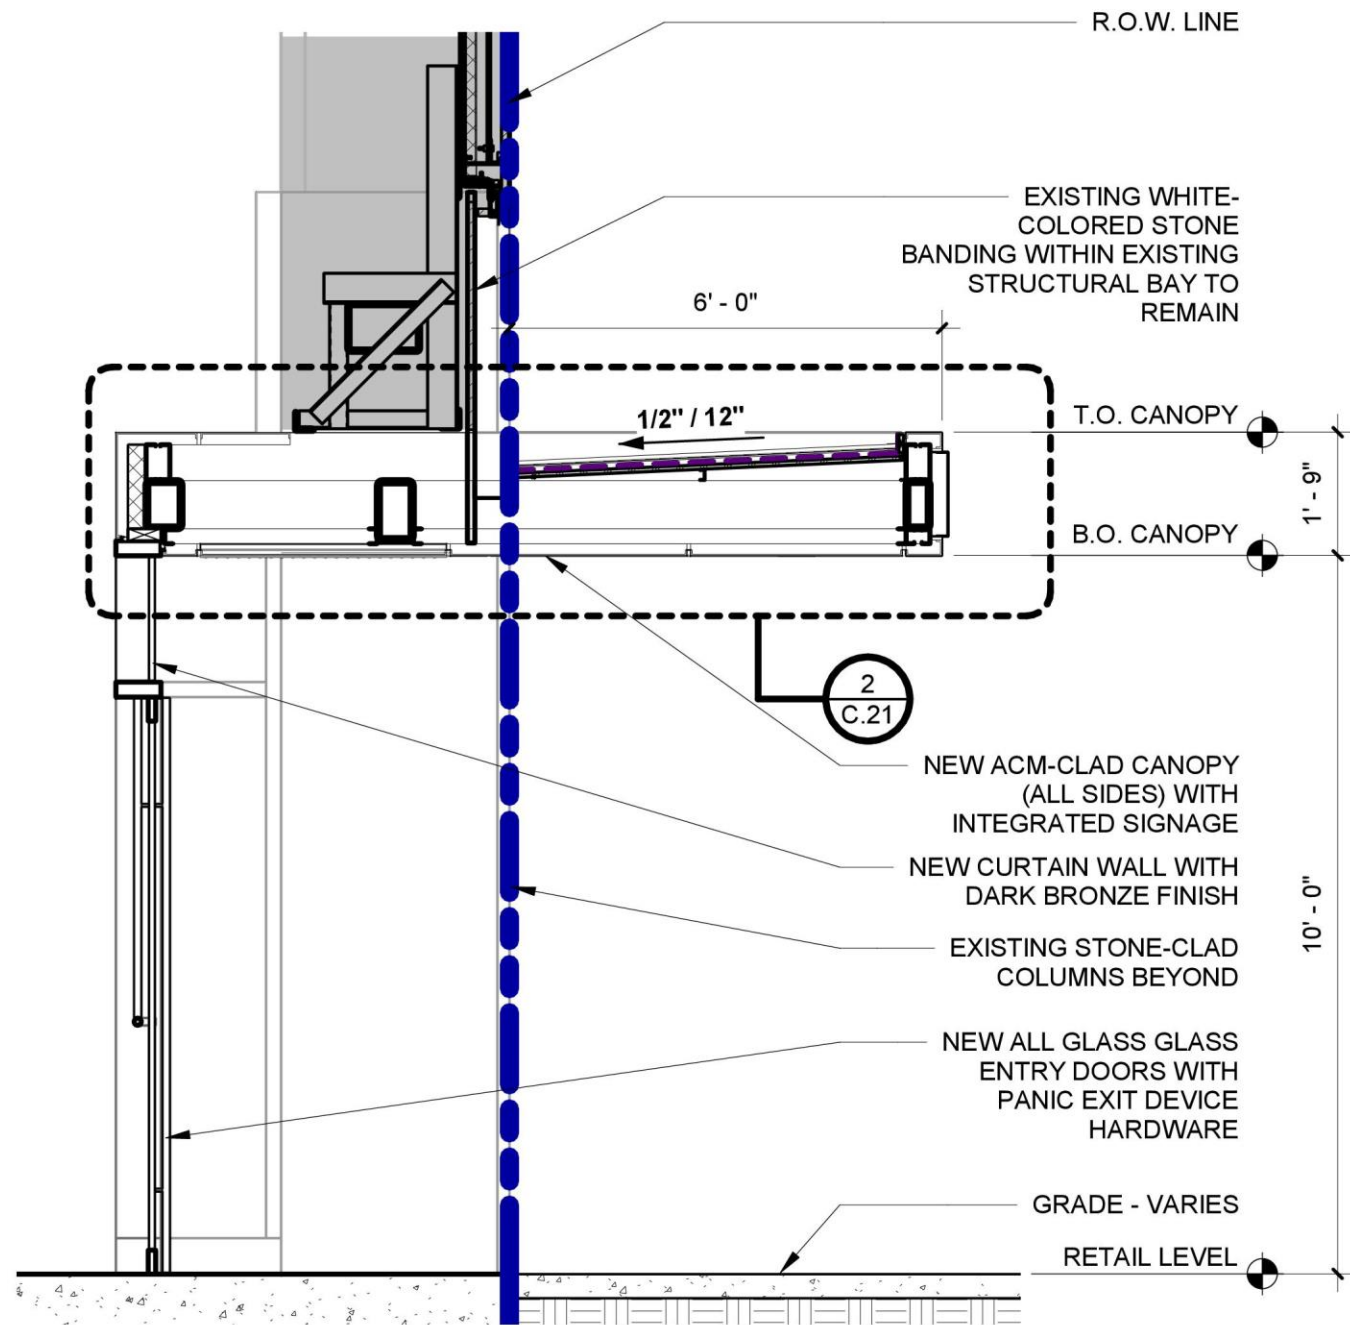 R.O.W. LINE
EXISTING WHITE-
COLORED STONE
BANDING WITHIN EXISTING
STRUCTURAL BAY TO
REMAIN
6' - 0"
1/2" / 12"
T.O. CANOPY
1' - 9"
B.O. CANOPY
2
C.21
NEW ACM-CLAD CANOPY
(ALL SIDES) WITH
INTEGRATED SIGNAGE
NEW CURTAIN WALL WITH
DARK BRONZE FINISH
10' - 0"
EXISTING STONE-CLAD
COLUMNS BEYOND
NEW ALL GLASS GLASS
ENTRY DOORS WITH
PANIC EXIT DEVICE
HARDWARE
GRADE - VARIES
RETAIL LEVEL